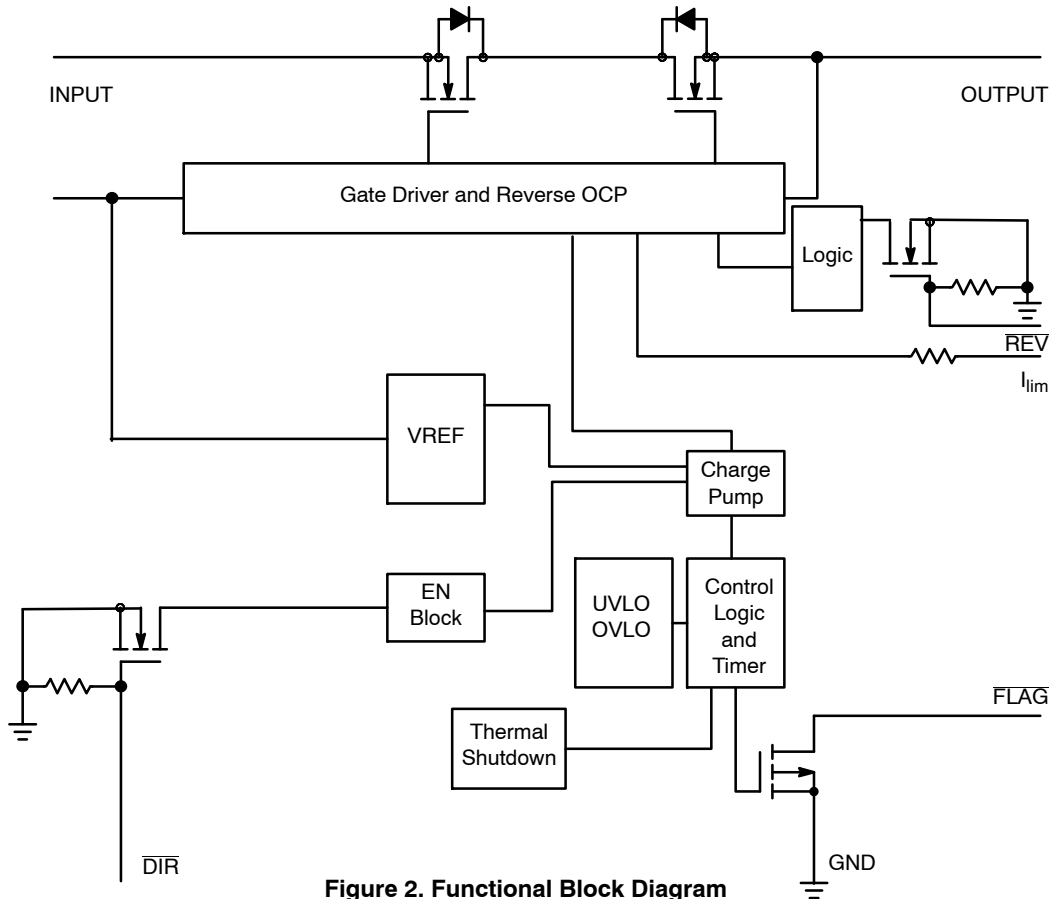 INPUT
OUTPUT
Gate Driver and Reverse OCP
Logic
REV
Ilim
VREF
Charge
Pump
EN
Block
UVLO
OVLO
Control
Logic
and
Timer
FLAG
Thermal
Shutdown
DIR
GND
Figure 2. Functional Block Diagram